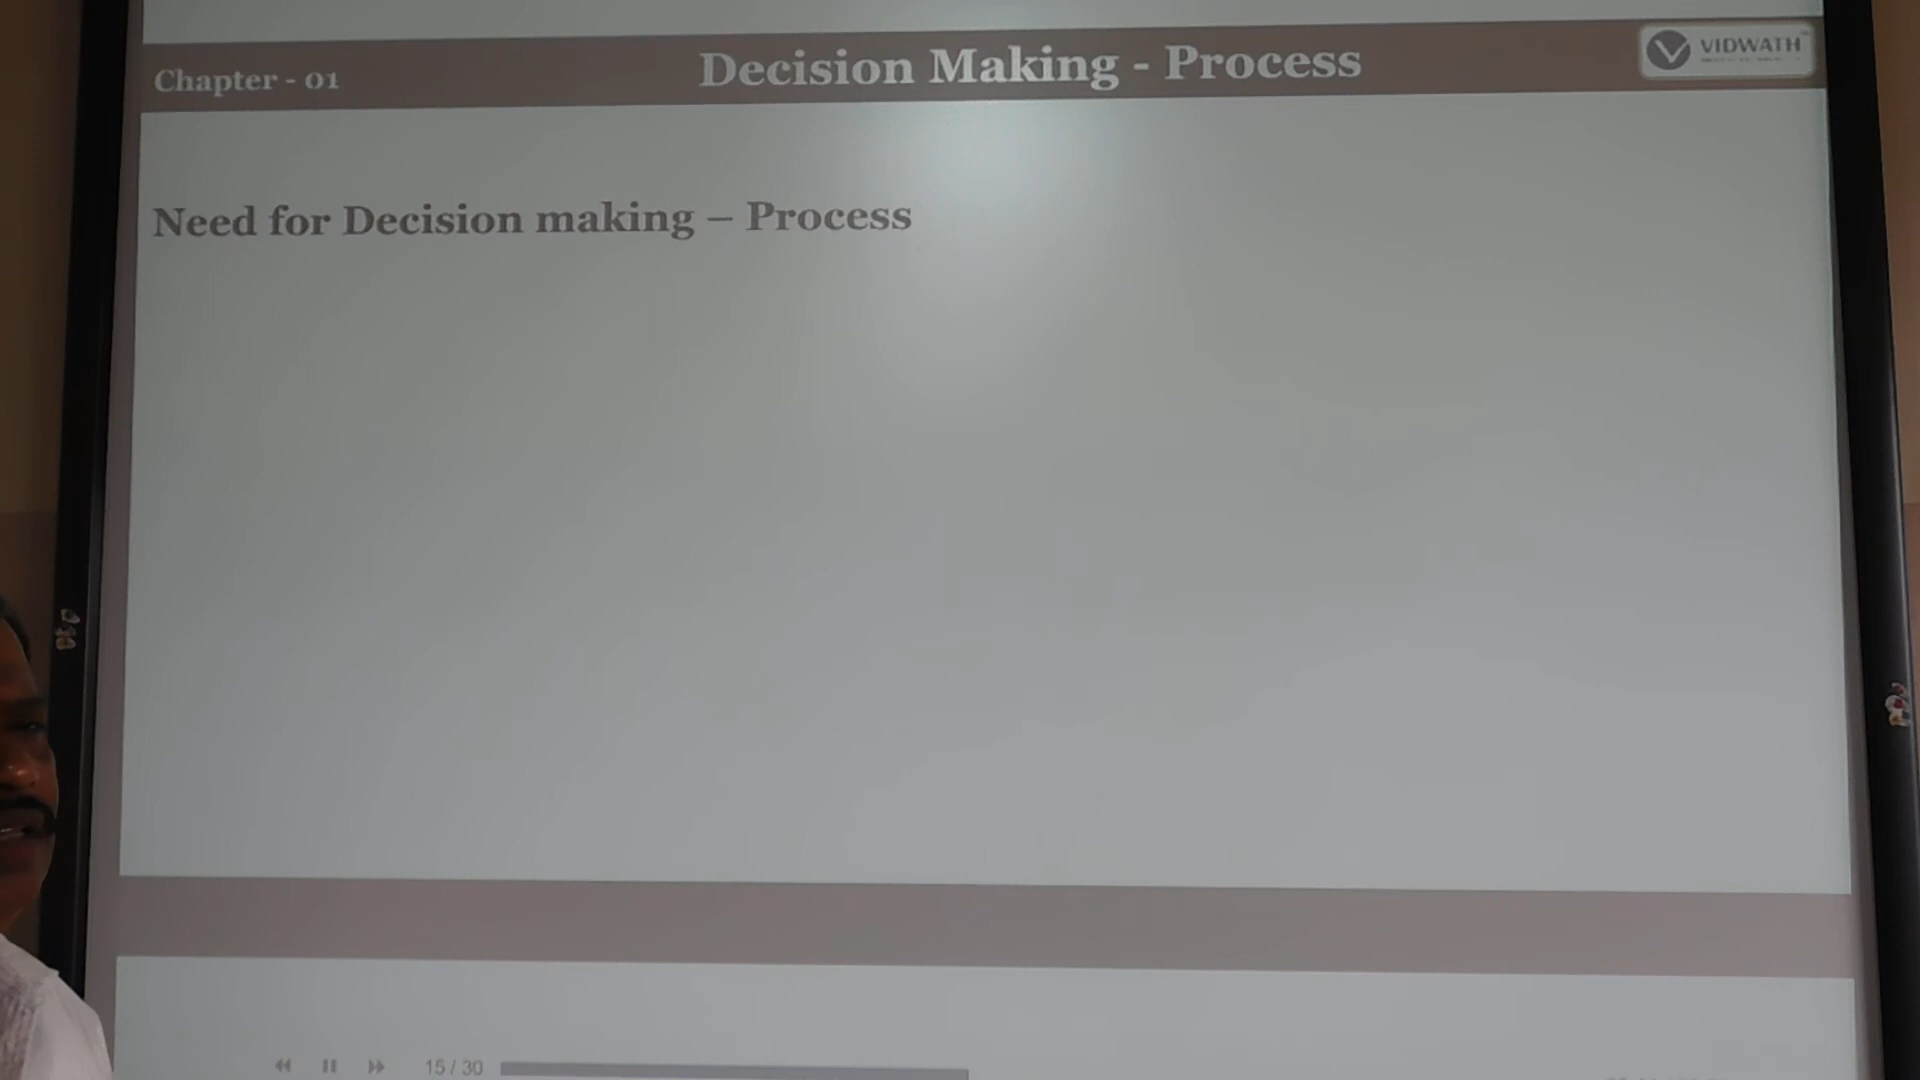 Chapter - 01
Decision Making - Process
VIDWATH
Need for Decision making – Process
15 / 30